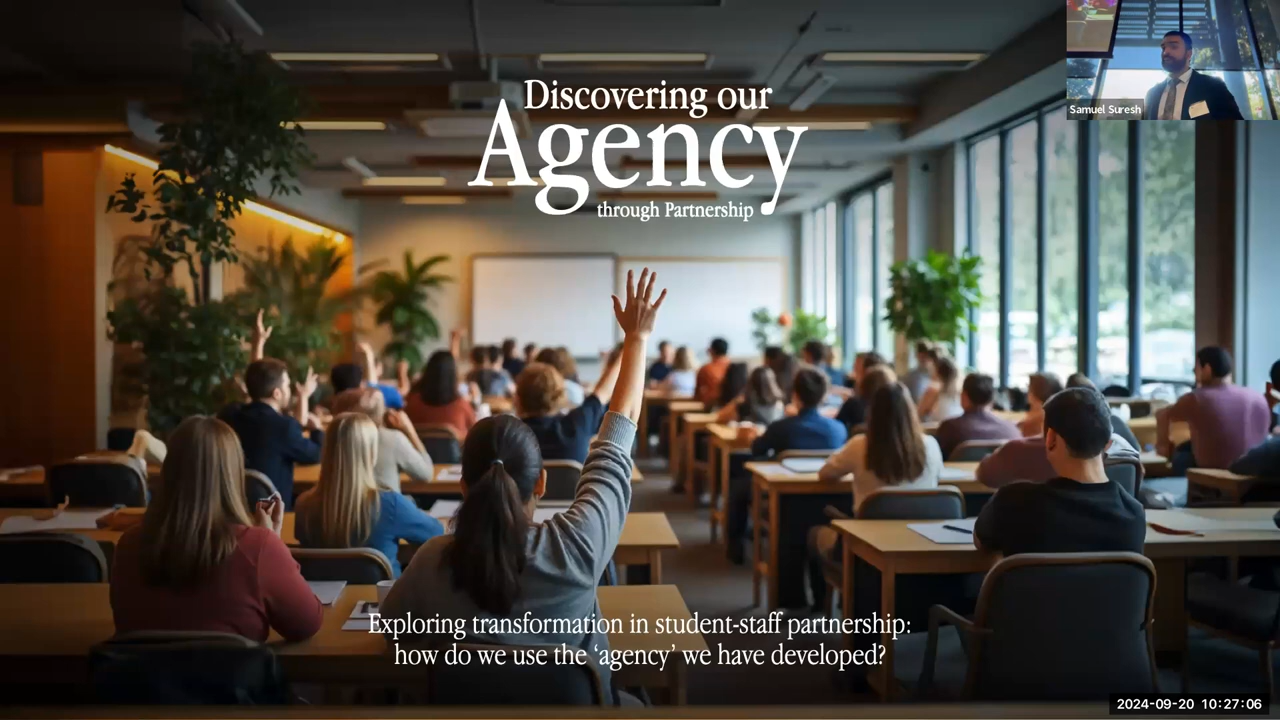 Discovering our
Agency
through Partnership
Samuel Suresh
Exploring transformation in student-staff partnership:
how do we use the ‘agency’ we have developed?
2024-09-20 10:27:06